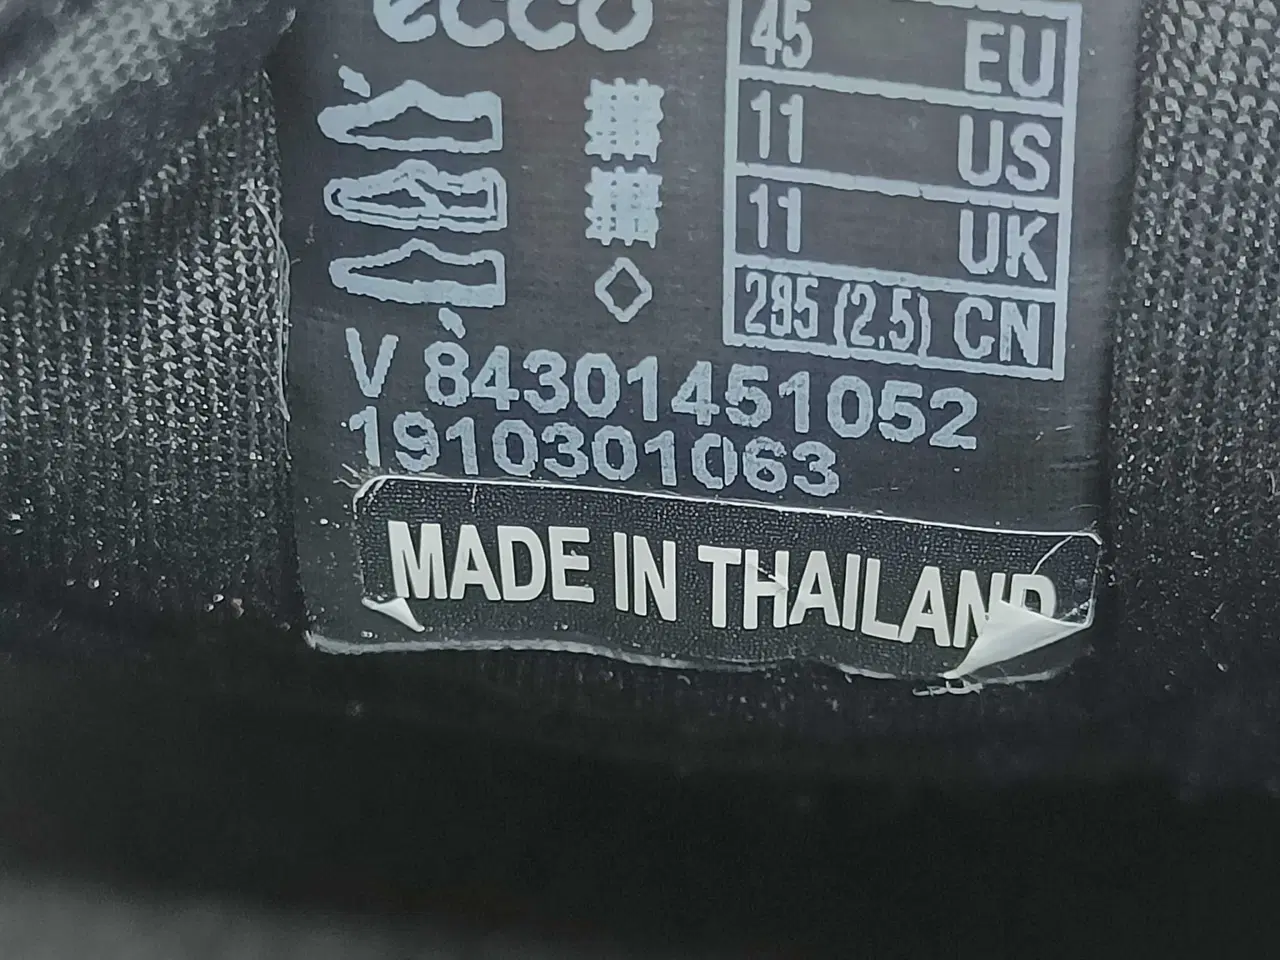 ecco
45 EU
11 US
11 UK
295 (2.5) CN
V 84301451052
1910301063
MADE IN THAILAND